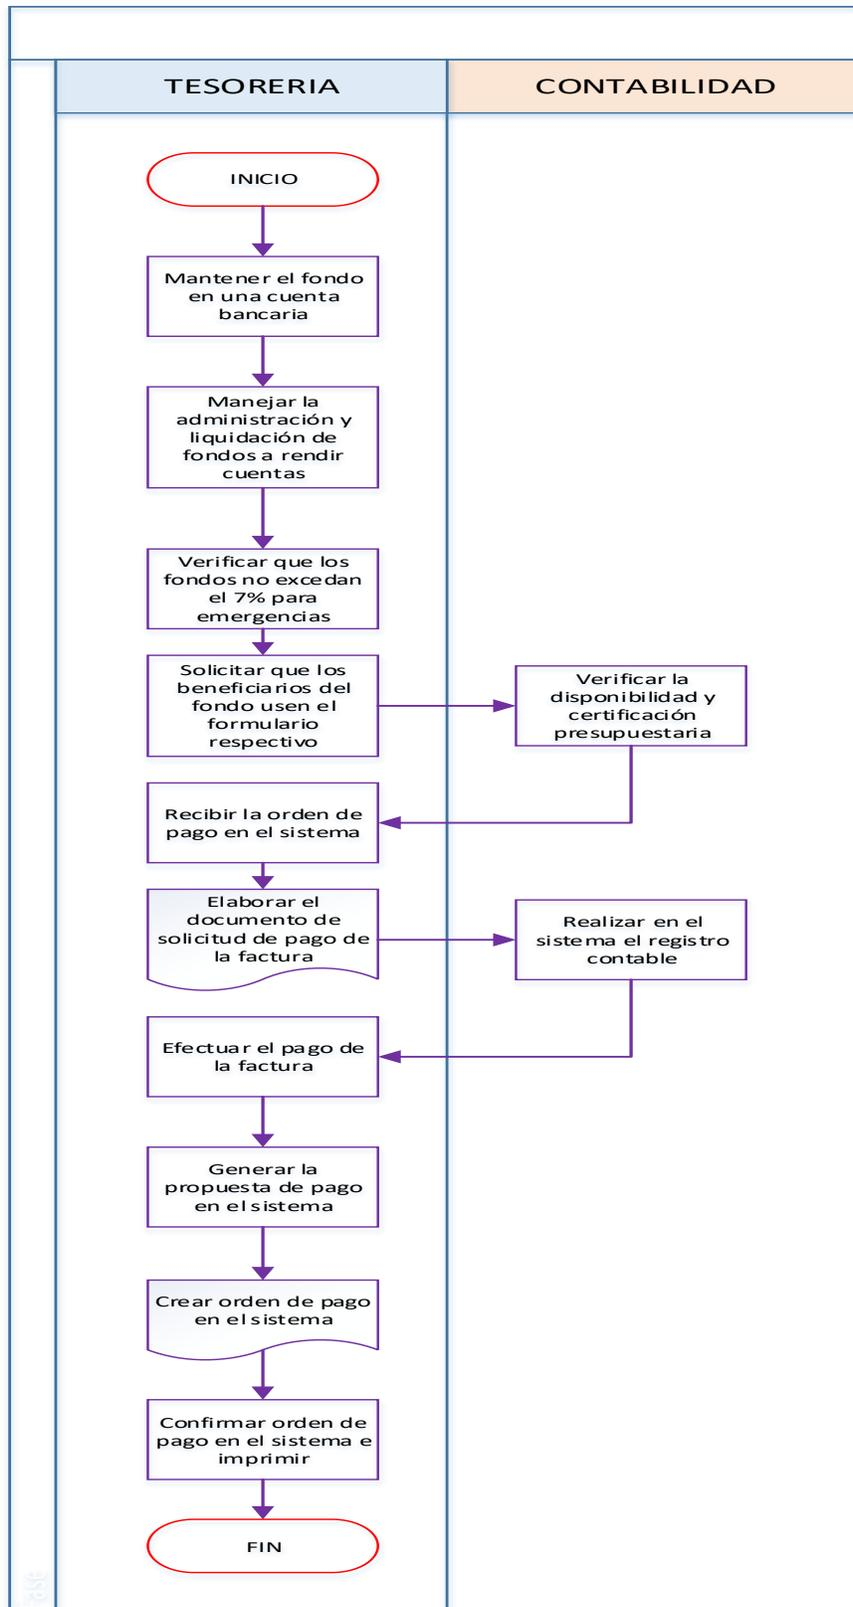 TESORERIA
CONTABILIDAD
INICIO
Mantener el fondo
en una cuenta
bancaria
Manejar la
administración y
liquidación de
fondos a rendir
cuentas
Verificar que los
fondos no excedan
el 7% para
emergencias
Solicitar que los
beneficiarios del
fondo usen el
formulario
respectivo
Verificar la
disponibilidad y
certificación
presupuestaria
Recibir la orden de
pago en el sistema
Elaborar el
documento de
solicitud de pago de
la factura
Realizar en el
sistema el registro
contable
Efectuar el pago de
la factura
Generar la
propuesta de pago
en el sistema
Crear orden de pago
en el sistema
Confirmar orden de
pago en el sistema e
imprimir
FIN